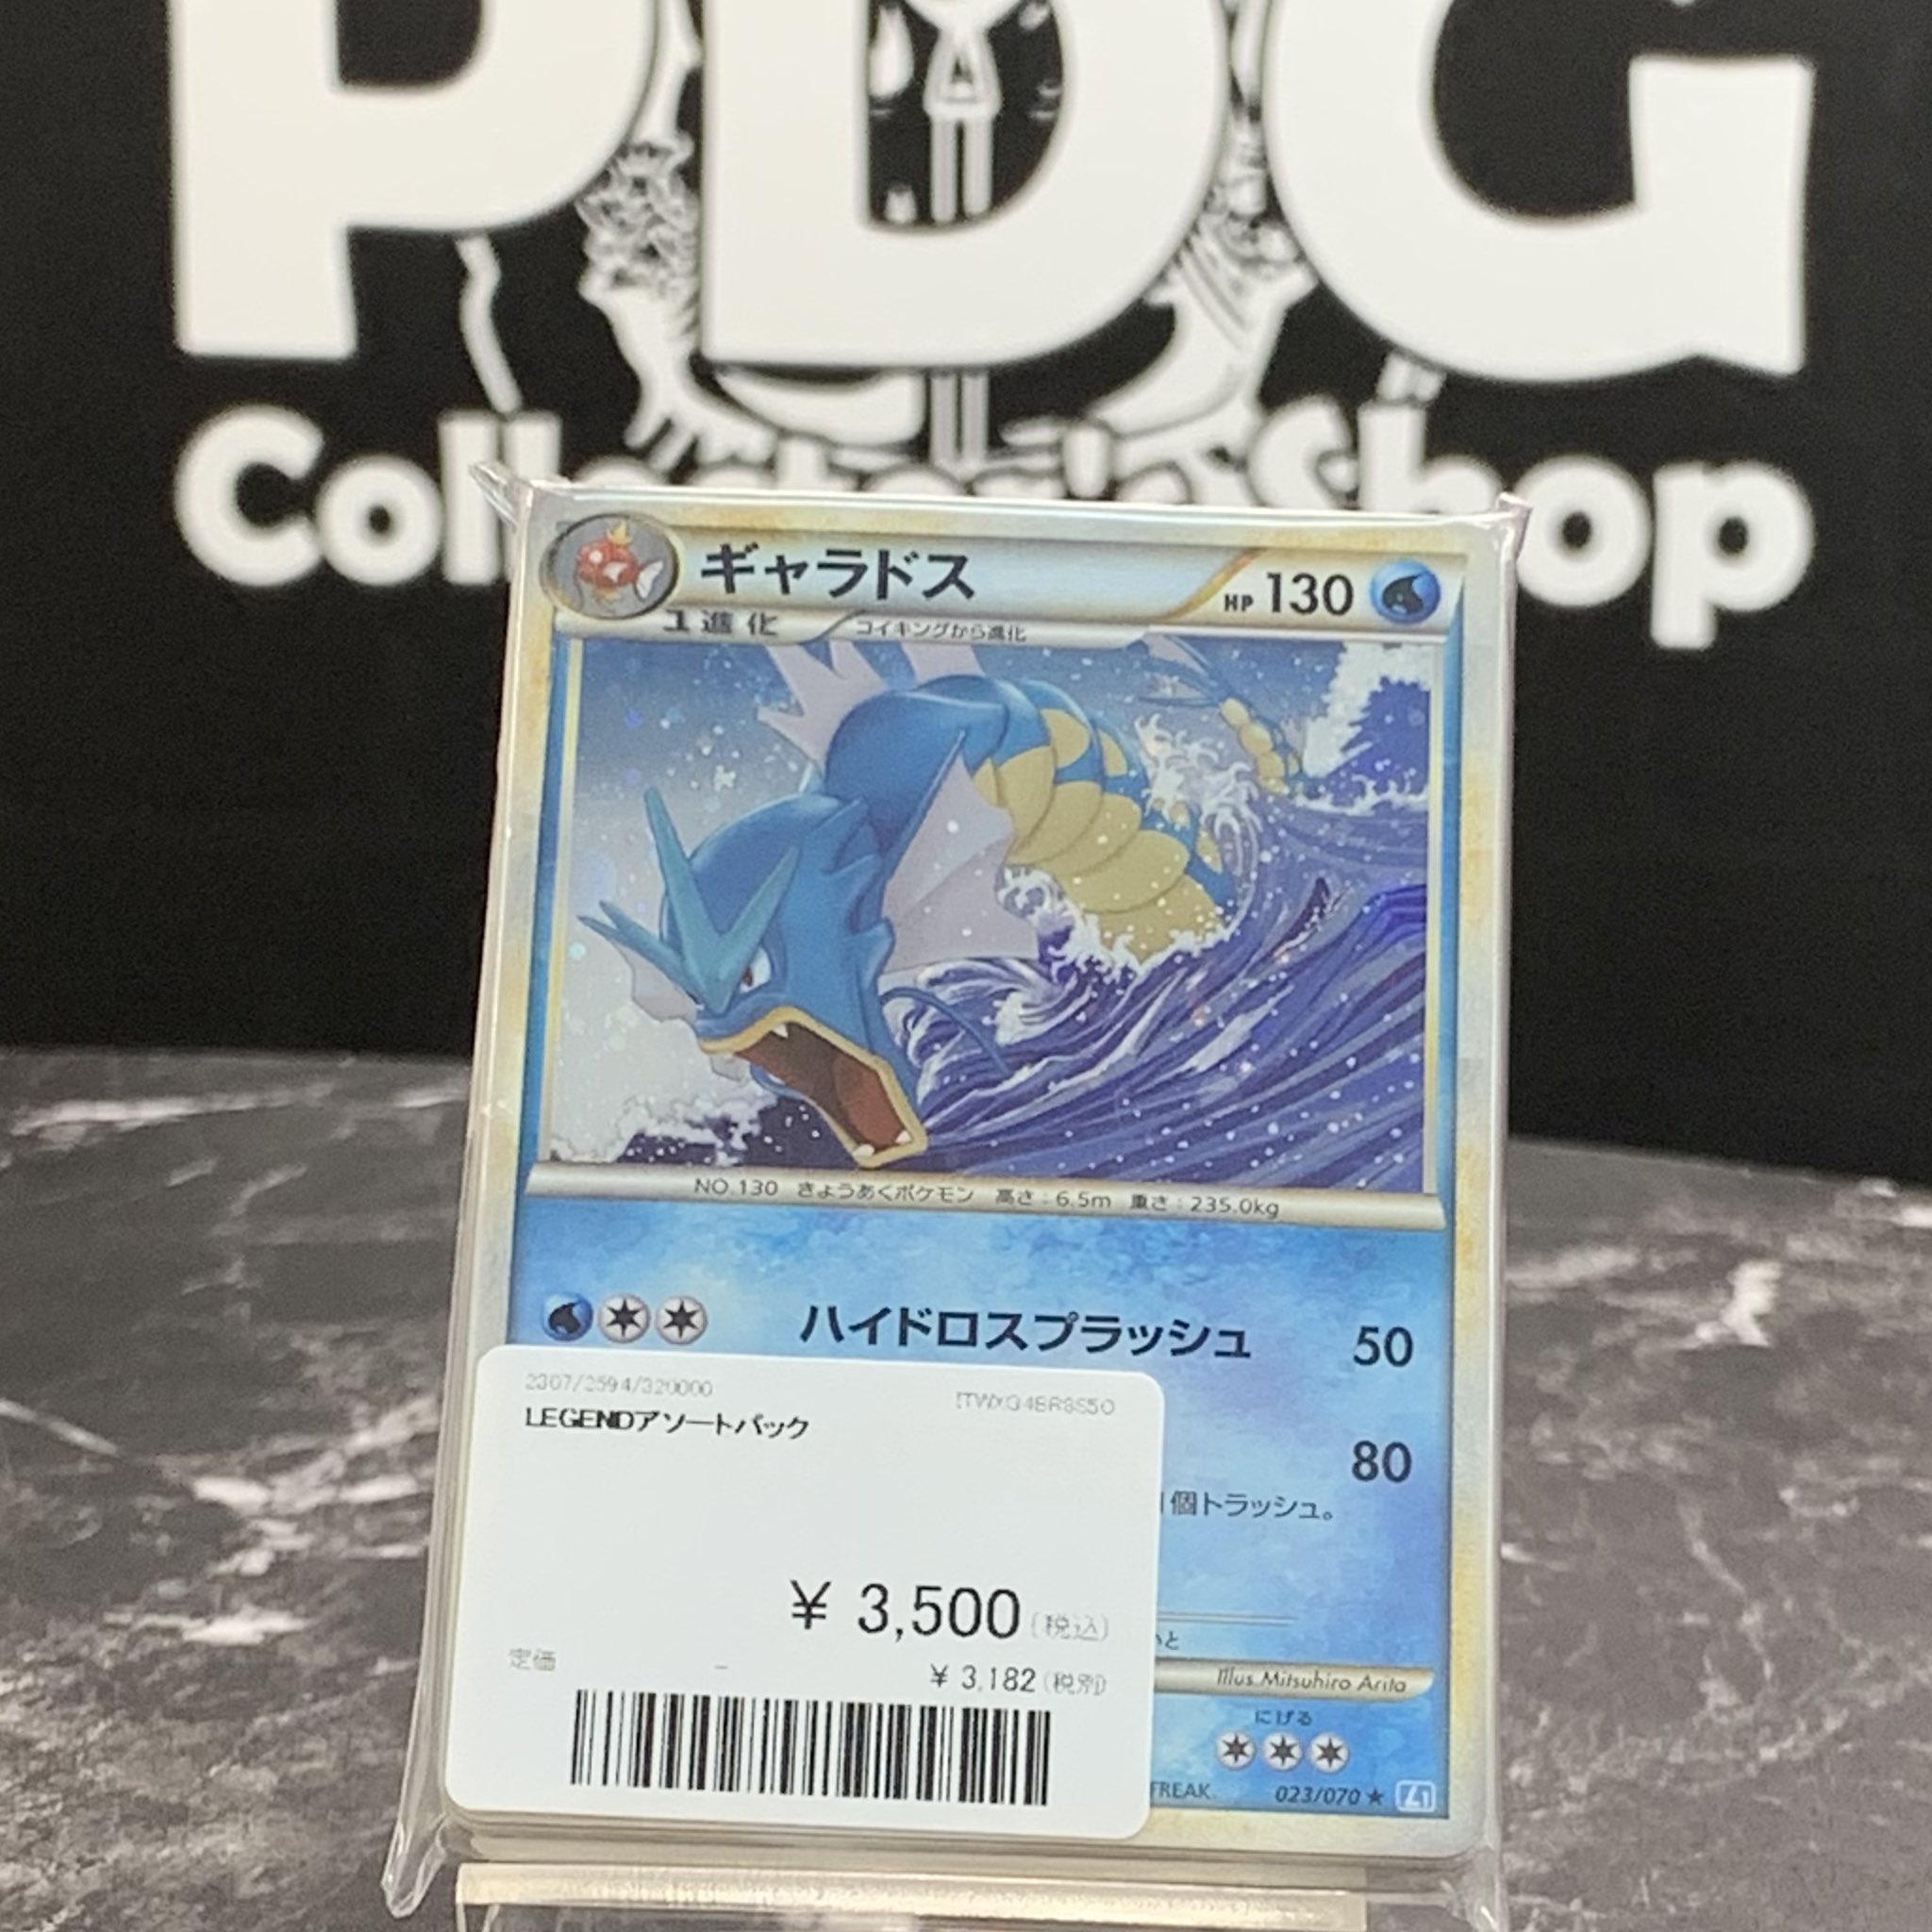 PDG
Collector's Shop
ギャラドス
HP 130
1進化
コイキングから進化
NO.130 きょうあくポケモン 高さ：6.5m 重さ：235.0kg
ハイドロスプラッシュ 50
80
個トラッシュ。
2307/2594/320000
LEGENDアソートパック
¥ 3,500 (税込)
定価 － ¥ 3,182 (税別)
と
Illus.Mitsuhiro Arita
にげる
FREAK.
023/070 ★ L1